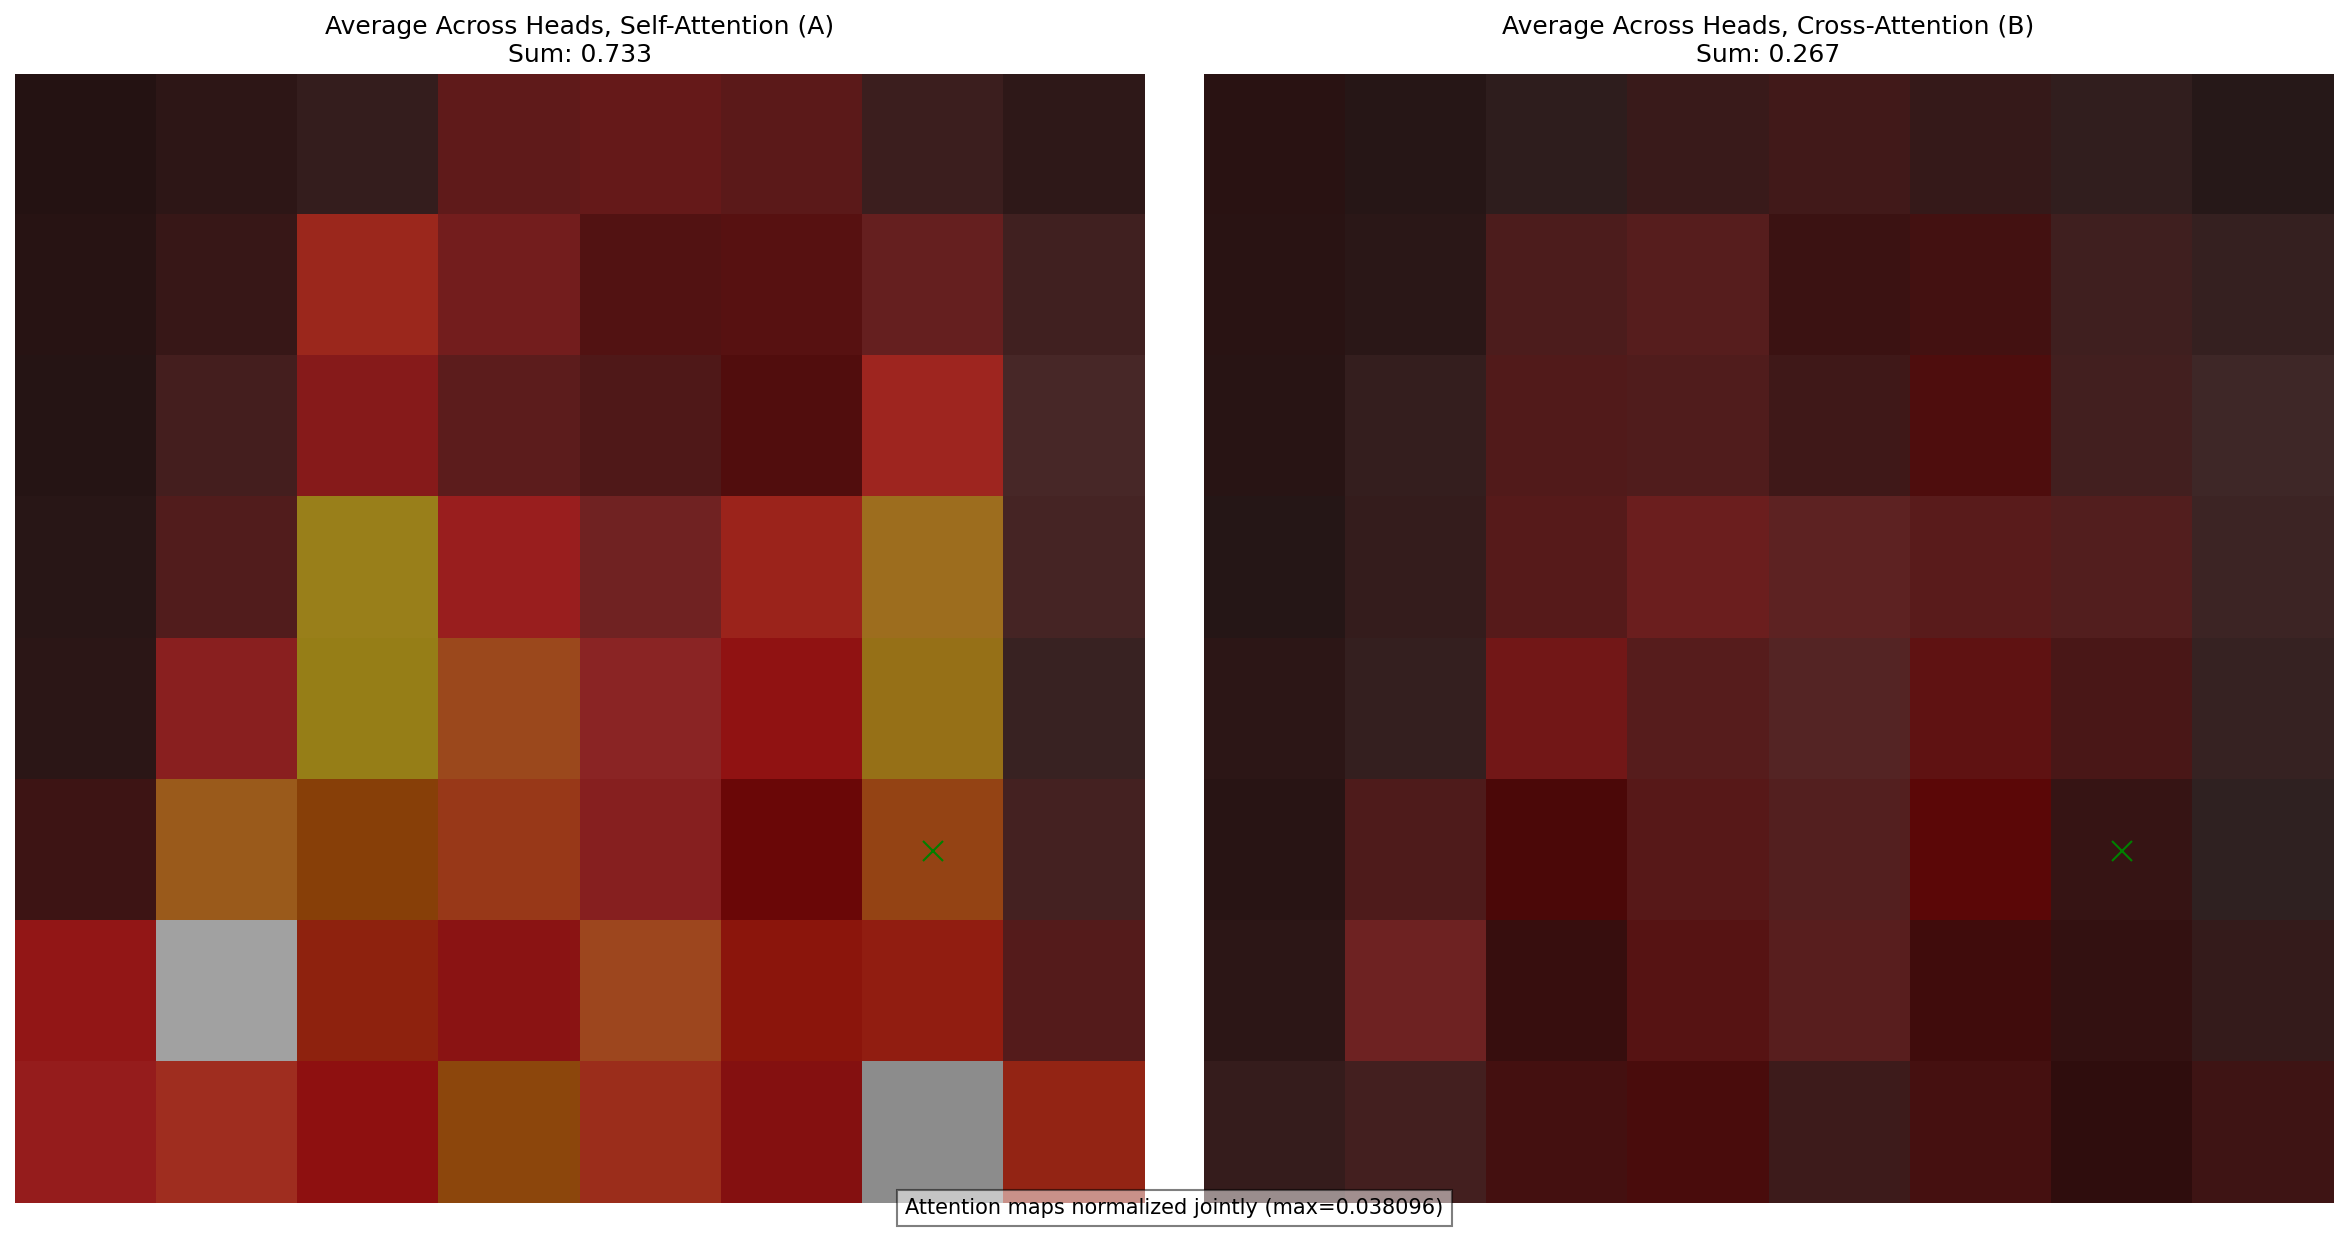 Average Across Heads, Self-Attention (A)
Sum: 0.733
Average Across Heads, Cross-Attention (B)
Sum: 0.267
Attention maps normalized jointly (max=0.038096)